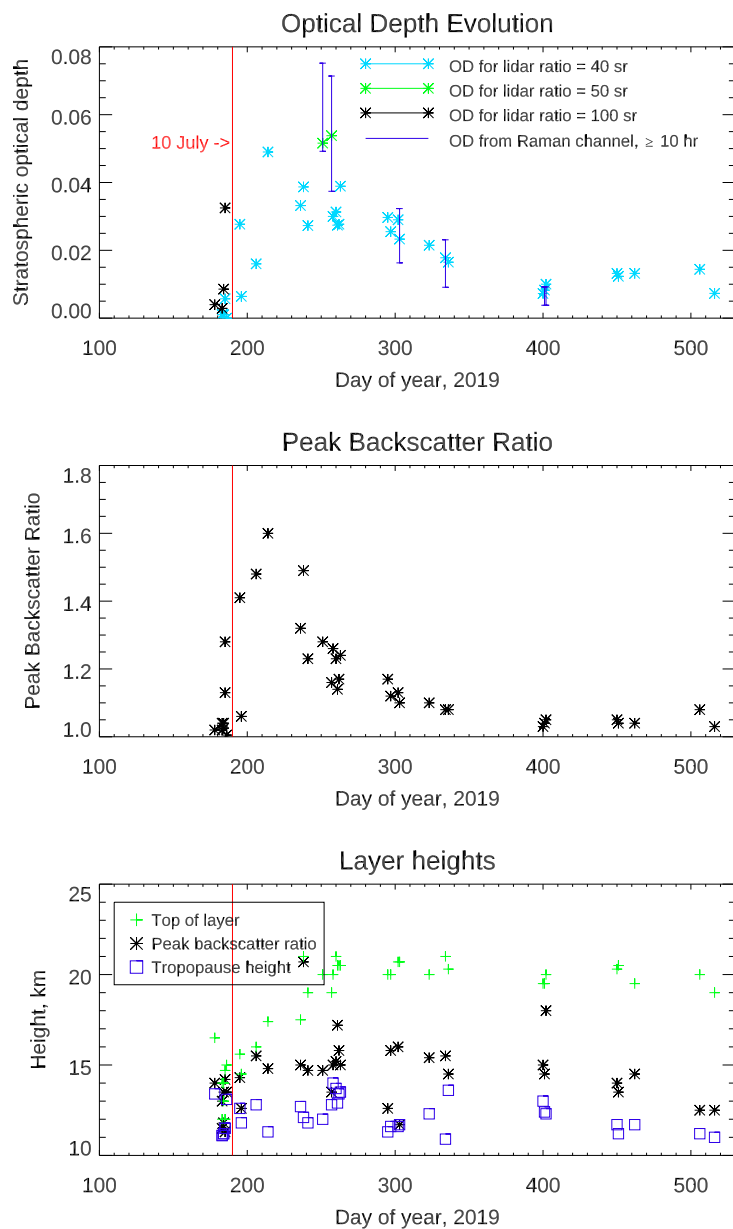 Optical Depth Evolution
0.08
0.06
0.04
0.02
0.00
Stratospheric optical depth
OD for lidar ratio = 40 sr
OD for lidar ratio = 50 sr
OD for lidar ratio = 100 sr
OD from Raman channel, ≥ 10 hr
10 July ->
100 200 300 400 500
Day of year, 2019
Peak Backscatter Ratio
1.8
1.6
1.4
1.2
1.0
Peak Backscatter Ratio
100 200 300 400 500
Day of year, 2019
Layer heights
25
20
15
10
Height, km
Top of layer
Peak backscatter ratio
Tropopause height
100 200 300 400 500
Day of year, 2019